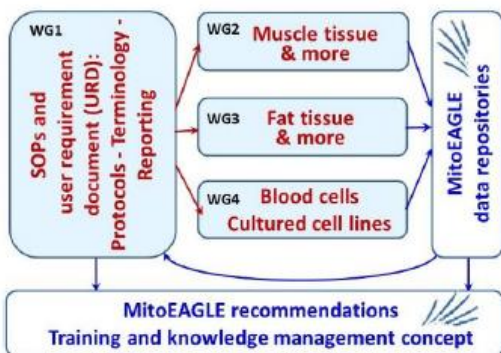 WG1
SOPs and
user requirement
document (URD):
Protocols - Terminology -
Reporting
WG2
Muscle tissue
& more
WG3
Fat tissue
& more
WG4
Blood cells
Cultured cell lines
MitoEAGLE
data repositories
MitoEAGLE recommendations
Training and knowledge management concept